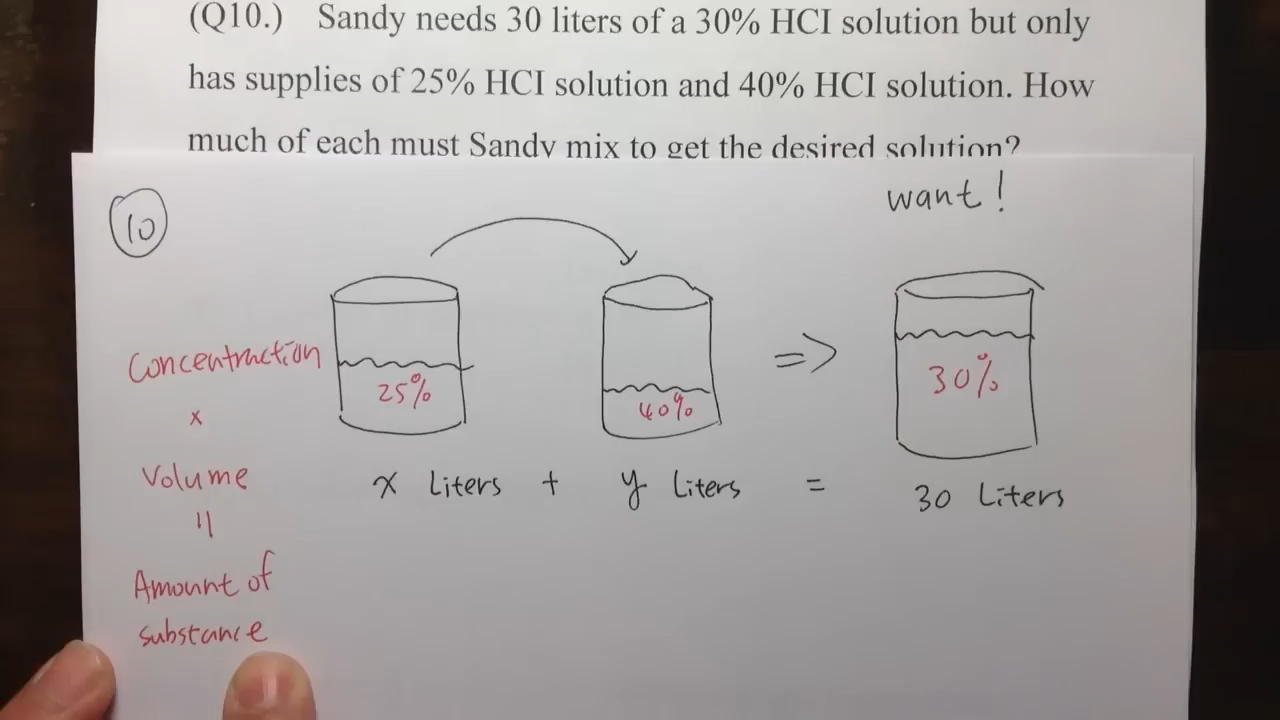 (Q10.) Sandy needs 30 liters of a 30% HCI solution but only
has supplies of 25% HCI solution and 40% HCI solution. How
much of each must Sandy mix to get the desired solution?
want!
10
Concentraction
25%
40%
=>
30%
x
Volume
x Liters + y Liters = 30 Liters
=
Amount of
substance